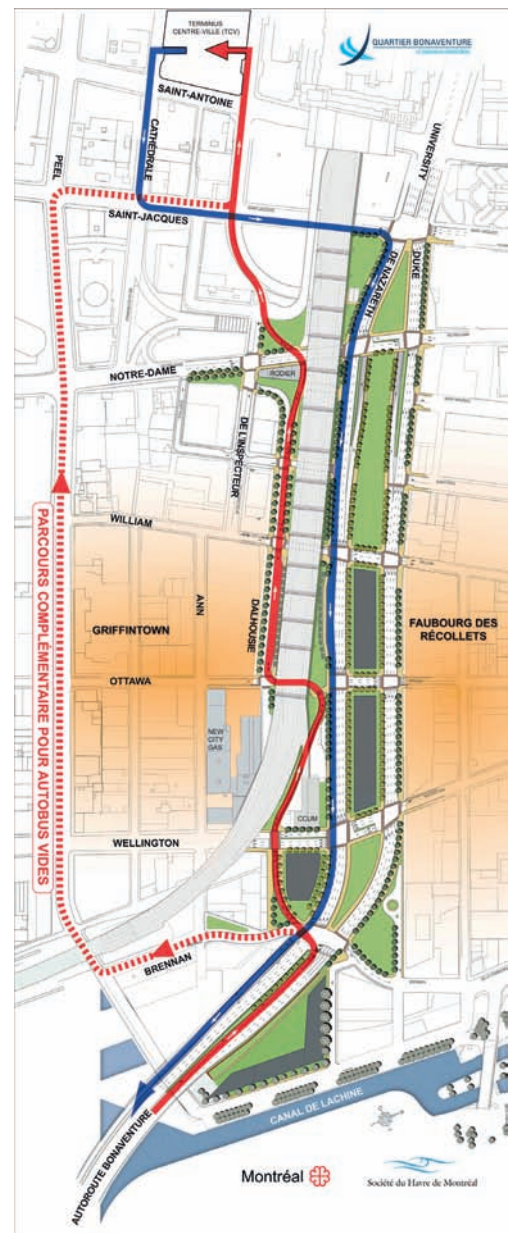 TERMINUS
CENTRE-VILLE (TCV)
QUARTIER BONAVENTURE
SAINT-ANTOINE
UNIVERSITY
CATHÉDRALE
PEEL
SAINT-JACQUES
DE NAZARETH
DUKE
NOTRE-DAME
RODIER
DE L'INSPECTEUR
WILLIAM
PARCOURS COMPLÉMENTAIRE POUR AUTOBUS VIDES
ANN
DALHOUSIE
GRIFFINTOWN
FAUBOURG DES
RÉCOLLETS
OTTAWA
NEW
CITY
GAS
CCUM
WELLINGTON
BRENNAN
CANAL DE LACHINE
AUTOROUTE BONAVENTURE
Montréal
Société du Havre de Montréal